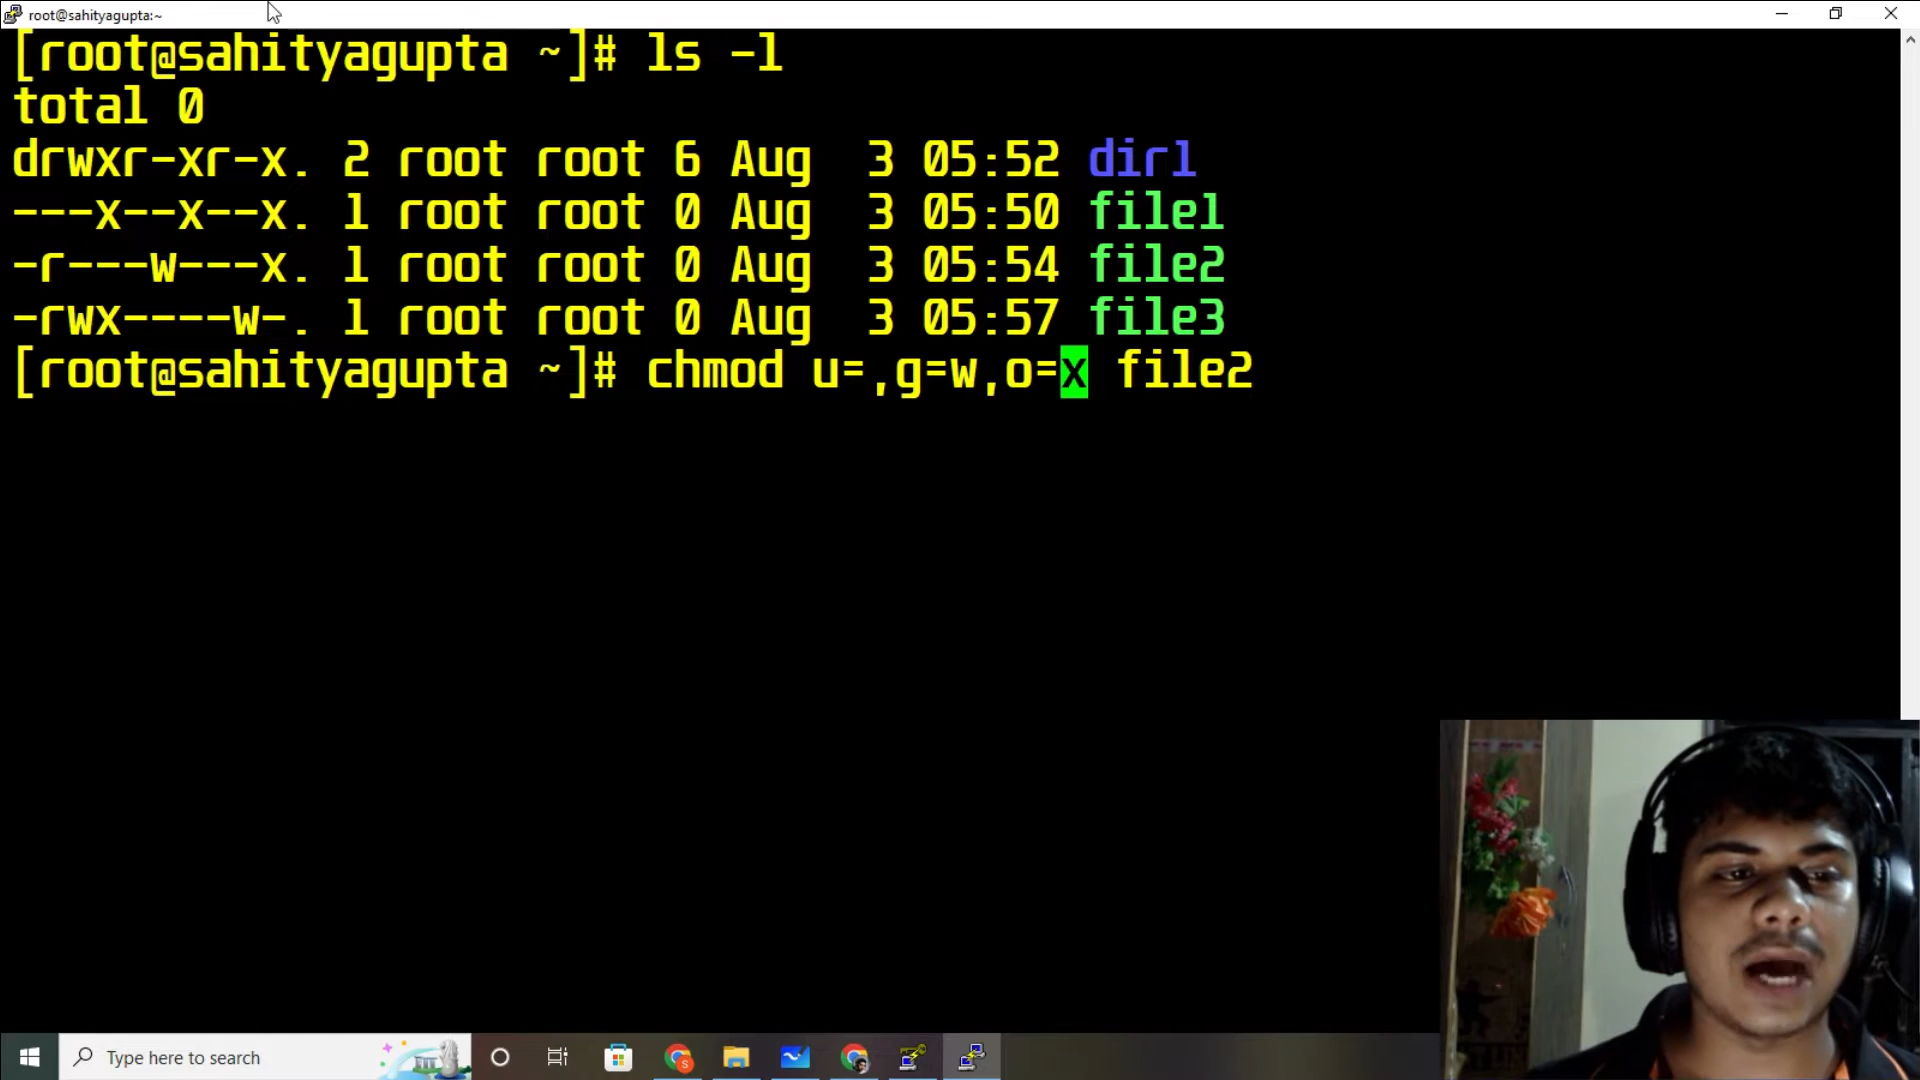 root@sahityagupta:~
[root@sahityagupta ~]# ls -l
total 0
drwxr-xr-x. 2 root root 6 Aug  3 05:52 dir1
---x--x--x. 1 root root 0 Aug  3 05:50 file1
-r---w---x. 1 root root 0 Aug  3 05:54 file2
-rwx----w-. 1 root root 0 Aug  3 05:57 file3
[root@sahityagupta ~]# chmod u=,g=w,o=x file2
Type here to search